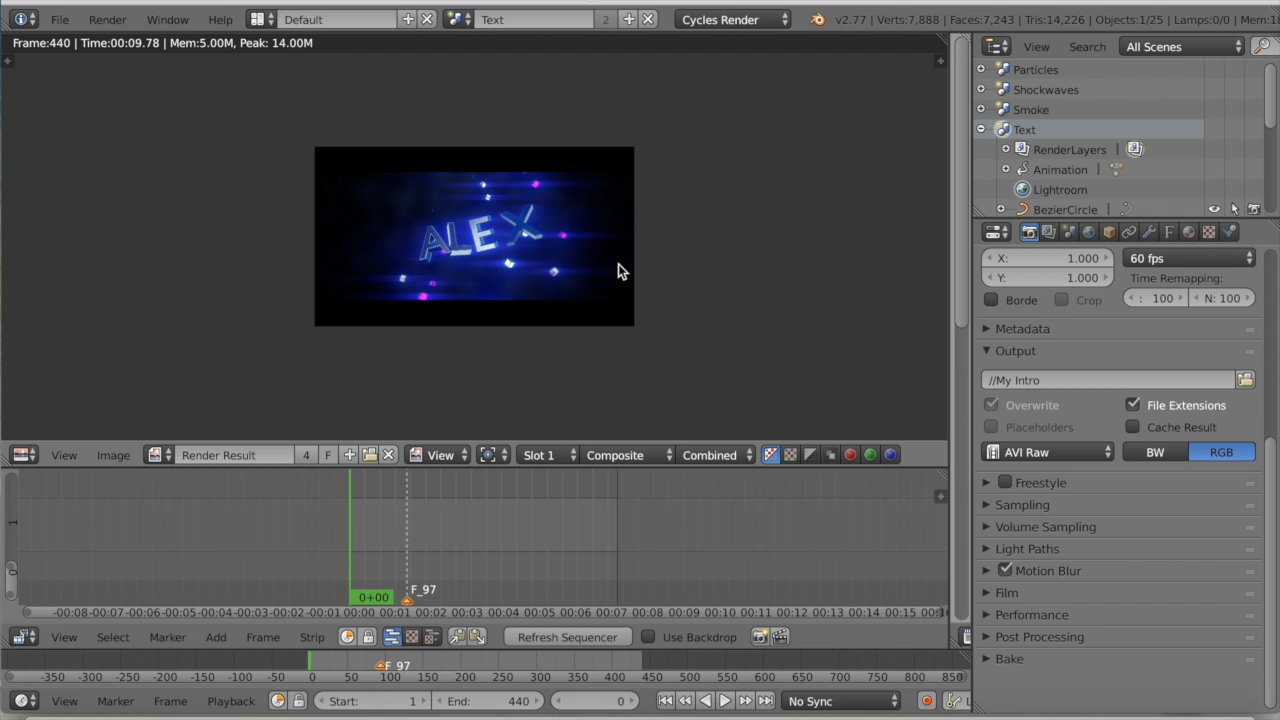 File Render Window Help Default Text 2 Cycles Render v2.77 | Verts:7,888 | Faces:7,243 | Tris:14,226 | Objects:1/25 | Lamps:0/0 | Mem:1
Frame:440 | Time:00:09.78 | Mem:5.00M, Peak: 14.00M
View Search All Scenes
Particles
Shockwaves
Smoke
Text
RenderLayers |
Animation |
Lightroom
BezierCircle |
ALEX
X: 1.000 60 fps
Y: 1.000 Time Remapping:
Borde Crop : 100 N: 100
Metadata
Output
//My Intro
Overwrite File Extensions
Placeholders Cache Result
AVI Raw BW RGB
Freestyle
Sampling
Volume Sampling
Light Paths
Motion Blur
Film
Performance
Post Processing
Bake
View Image Render Result 4 F View Slot 1 Composite Combined
1
0
F_97
0+00
-00:08 -00:07 -00:06 -00:05 -00:04 -00:03 -00:02 -00:01 00:00 00:01 00:02 00:03 00:04 00:05 00:06 00:07 00:08 00:09 00:10 00:11 00:12 00:13 00:14 00:15
View Select Marker Add Frame Strip Refresh Sequencer Use Backdrop
F_97
-350 -300 -250 -200 -150 -100 -50 0 50 100 150 200 250 300 350 400 450 500 550 600 650 700 750 800 850
View Marker Frame Playback Start: 1 End: 440 0 No Sync